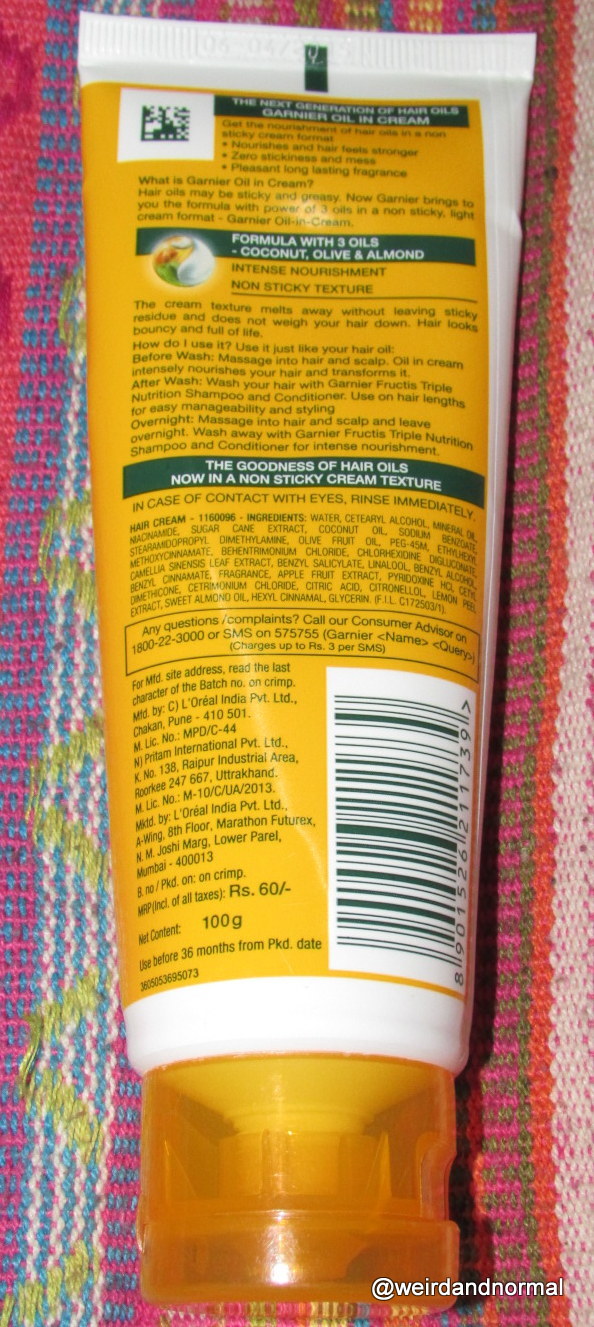 THE NEXT GENERATION OF HAIR OILS
GARNIER OIL IN CREAM
Get the nourishment of hair oils in a non
sticky cream format
• Nourishes and hair feels stronger
• Zero stickiness and mess
• Pleasant long lasting fragrance
What is Garnier Oil in Cream?
Hair oils may be sticky and greasy. Now Garnier brings to
you the formula with power of 3 oils in a non sticky, light
cream format - Garnier Oil-in-Cream.
FORMULA WITH 3 OILS
- COCONUT, OLIVE & ALMOND
INTENSE NOURISHMENT
NON STICKY TEXTURE
The cream texture melts away without leaving sticky
residue and does not weigh your hair down. Hair looks
bouncy and full of life.
How do I use it? Use it just like your hair oil:
Before Wash: Massage into hair and scalp. Oil in cream
intensely nourishes your hair and transforms it.
After Wash: Wash your hair with Garnier Fructis Triple
Nutrition Shampoo and Conditioner. Use on hair lengths
for easy manageability and styling
Overnight: Massage into hair and scalp and leave
overnight. Wash away with Garnier Fructis Triple Nutrition
Shampoo and Conditioner for intense nourishment.
THE GOODNESS OF HAIR OILS
NOW IN A NON STICKY CREAM TEXTURE
IN CASE OF CONTACT WITH EYES, RINSE IMMEDIATELY.
HAIR CREAM - 1160096 - INGREDIENTS: WATER, CETEARYL ALCOHOL, MINERAL OIL,
NIACINAMIDE, SUGAR CANE EXTRACT, COCONUT OIL, SODIUM BENZOATE,
STEARAMIDOPROPYL DIMETHYLAMINE, OLIVE FRUIT OIL, PEG-45M, ETHYLHEXYL
METHOXYCINNAMATE, BEHENTRIMONIUM CHLORIDE, CHLORHEXIDINE DIGLUCONATE,
CAMELLIA SINENSIS LEAF EXTRACT, BENZYL SALICYLATE, LINALOOL, BENZYL ALCOHOL,
BENZYL CINNAMATE, FRAGRANCE, APPLE FRUIT EXTRACT, PYRIDOXINE HCl, CETYL
DIMETHICONE, CETRIMONIUM CHLORIDE, CITRIC ACID, CITRONELLOL, LEMON PEEL
EXTRACT, SWEET ALMOND OIL, HEXYL CINNAMAL, GLYCERIN. (F.I.L. C172503/1).
Any questions /complaints? Call our Consumer Advisor on
1800-22-3000 or SMS on 575755 (Garnier <Name> <Query>)
(Charges up to Rs. 3 per SMS)
For Mfd. site address, read the last
character of the Batch no. on crimp.
Mfd. by: C) L'Oréal India Pvt. Ltd.,
Chakan, Pune - 410 501.
M. Lic. No.: MPD/C-44
N) Pritam International Pvt. Ltd.,
K. No. 138, Raipur Industrial Area,
Roorkee 247 667, Uttrakhand.
M. Lic. No.: M-10/C/UA/2013.
Mktd. by: L'Oréal India Pvt. Ltd.,
A-Wing, 8th Floor, Marathon Futurex,
N. M. Joshi Marg, Lower Parel,
Mumbai - 400013
B. no / Pkd. on: on crimp.
MRP(Incl. of all taxes): Rs. 60/-
Net Content: 100g
Use before 36 months from Pkd. date
3605053695073
8 901526 211739 >
@weirdandnormal